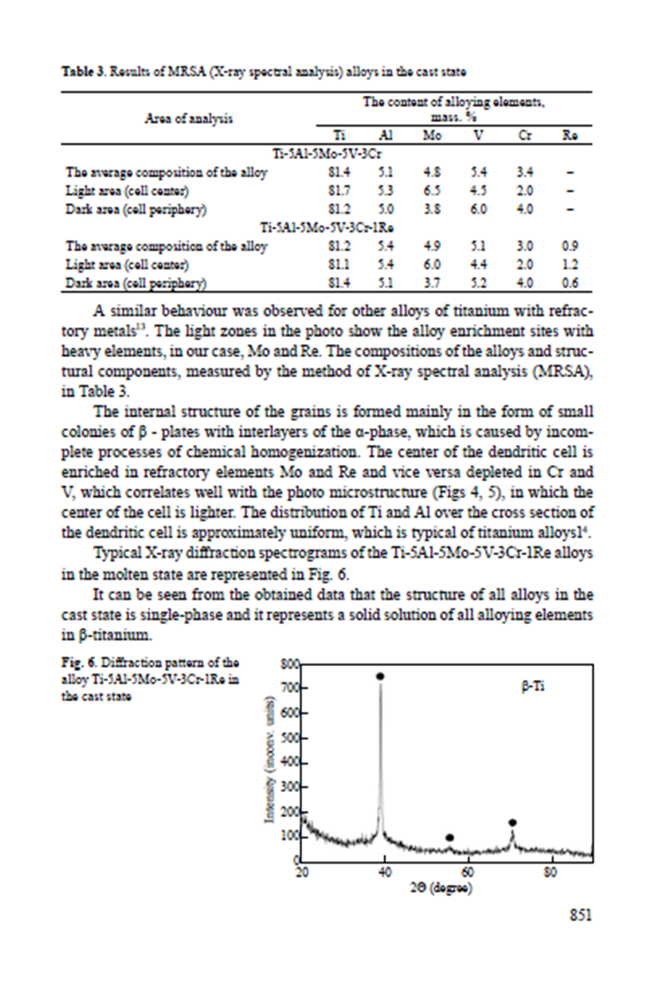 Table 3. Results of MRSA (X-ray spectral analysis) alloys in the cast state
Area of analysis
The content of alloying elements,
mass. %
Ti Al Mo V Cr Re
Ti-5Al-5Mo-5V-3Cr
The average composition of the alloy 81.4 5.1 4.8 5.4 3.4 –
Light area (cell center) 81.7 5.3 6.5 4.5 2.0 –
Dark area (cell periphery) 81.2 5.0 3.8 6.0 4.0 –
Ti-5Al-5Mo-5V-3Cr-1Re
The average composition of the alloy 81.2 5.4 4.9 5.1 3.0 0.9
Light area (cell center) 81.1 5.4 6.0 4.4 2.0 1.2
Dark area (cell periphery) 81.4 5.1 3.7 5.2 4.0 0.6
A similar behaviour was observed for other alloys of titanium with refrac-
tory metals¹³. The light zones in the photo show the alloy enrichment sites with
heavy elements, in our case, Mo and Re. The compositions of the alloys and struc-
tural components, measured by the method of X-ray spectral analysis (MRSA),
in Table 3.
The internal structure of the grains is formed mainly in the form of small
colonies of β - plates with interlayers of the α-phase, which is caused by incom-
plete processes of chemical homogenization. The center of the dendritic cell is
enriched in refractory elements Mo and Re and vice versa depleted in Cr and
V, which correlates well with the photo microstructure (Figs 4, 5), in which the
center of the cell is lighter. The distribution of Ti and Al over the cross section of
the dendritic cell is approximately uniform, which is typical of titanium alloys1⁴.
Typical X-ray diffraction spectrograms of the Ti-5Al-5Mo-5V-3Cr-1Re alloys
in the molten state are represented in Fig. 6.
It can be seen from the obtained data that the structure of all alloys in the
cast state is single-phase and it represents a solid solution of all alloying elements
in β-titanium.
Fig. 6. Diffraction pattern of the
alloy Ti-5Al-5Mo-5V-3Cr-1Re in
the cast state
Intensity (inconv. units)
800
700
600
500
400
300
200
100
0
β-Ti
20 40 60 80
2Θ (degree)
851